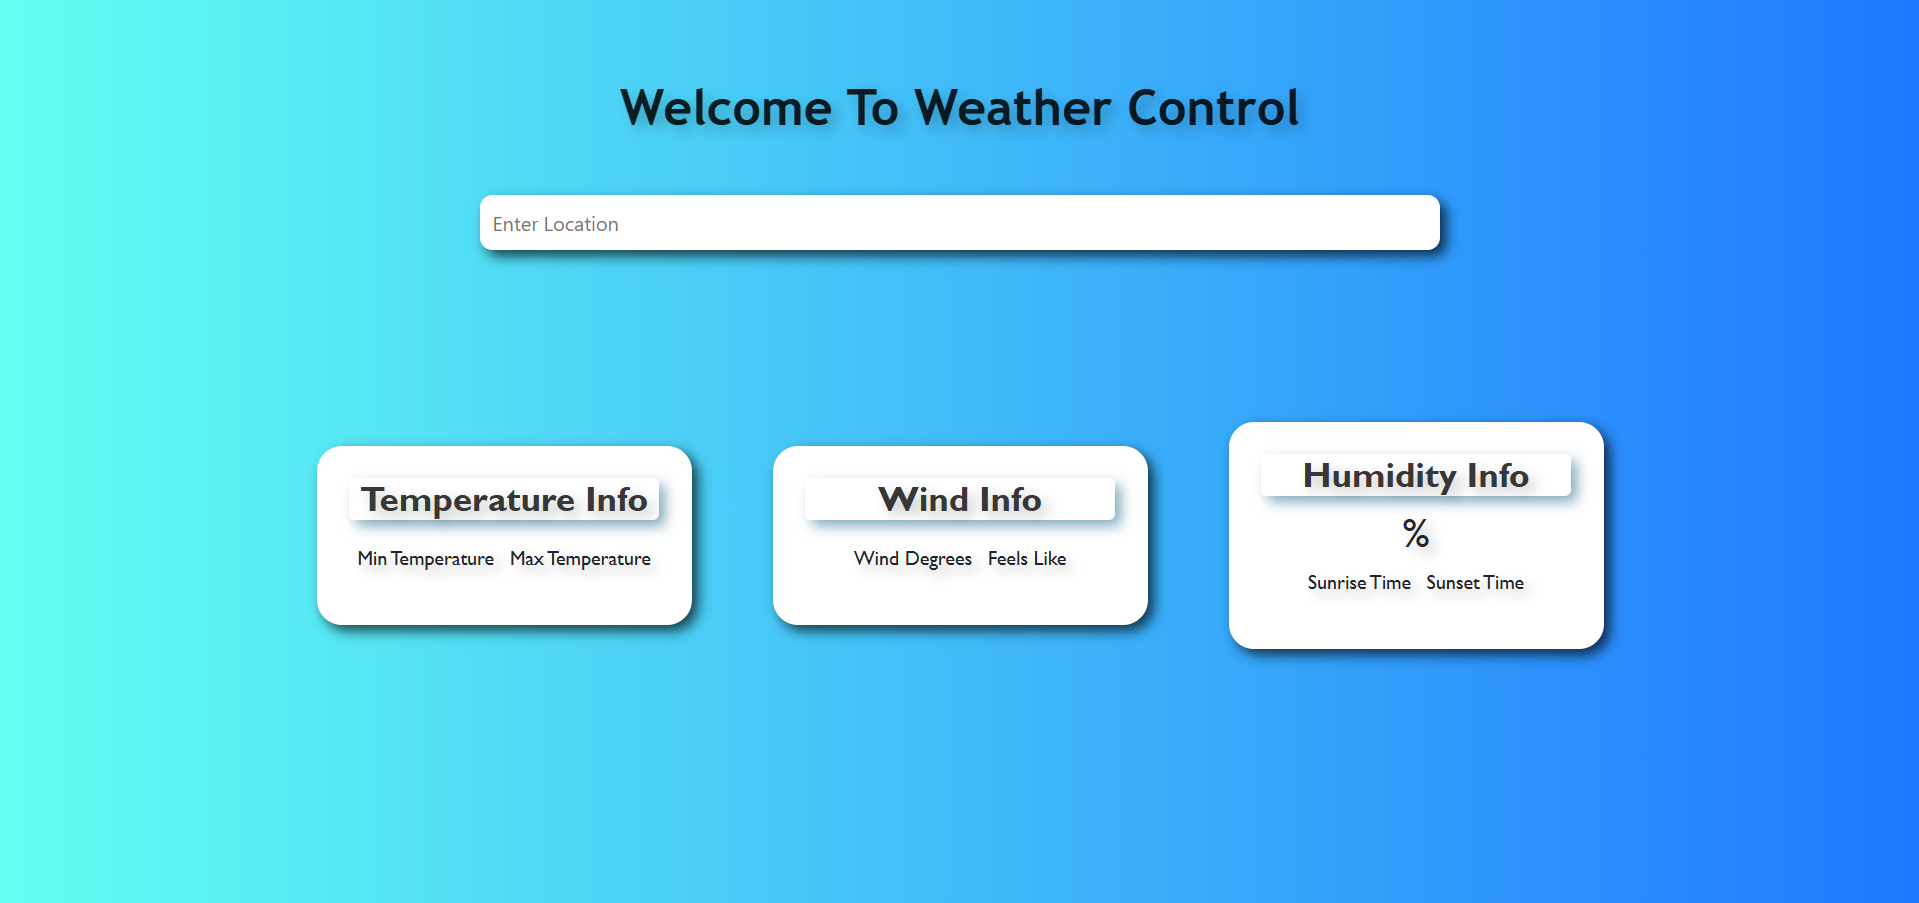 Welcome To Weather Control
Enter Location
Temperature Info
Min Temperature Max Temperature
Wind Info
Wind Degrees Feels Like
Humidity Info
%
Sunrise Time Sunset Time